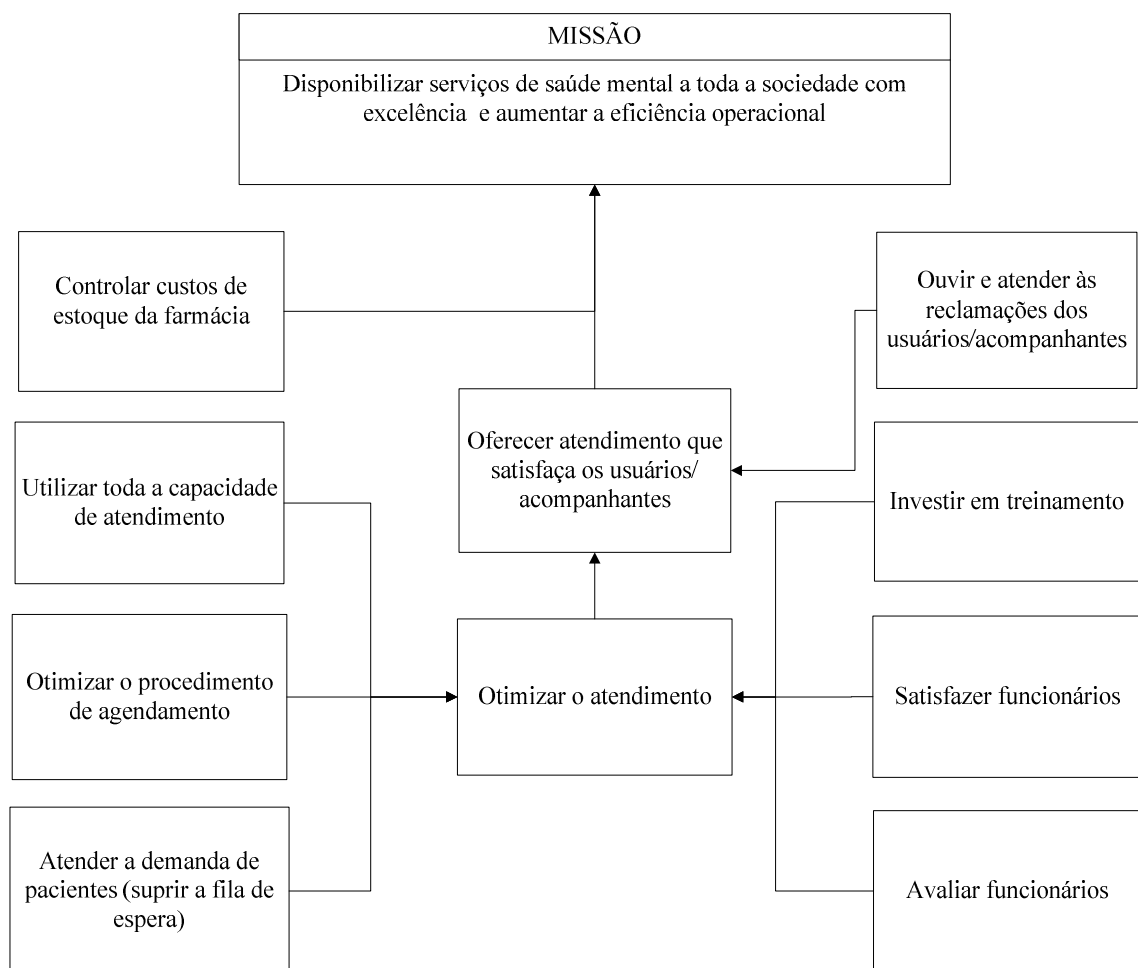 MISSÃO
Disponibilizar serviços de saúde mental a toda a sociedade com
excelência e aumentar a eficiência operacional
Controlar custos de
estoque da farmácia
Ouvir e atender às
reclamações dos
usuários/acompanhantes
Oferecer atendimento que
satisfaça os usuários/
acompanhantes
Utilizar toda a capacidade
de atendimento
Investir em treinamento
Otimizar o procedimento
de agendamento
Otimizar o atendimento
Satisfazer funcionários
Atender a demanda de
pacientes (suprir a fila de
espera)
Avaliar funcionários